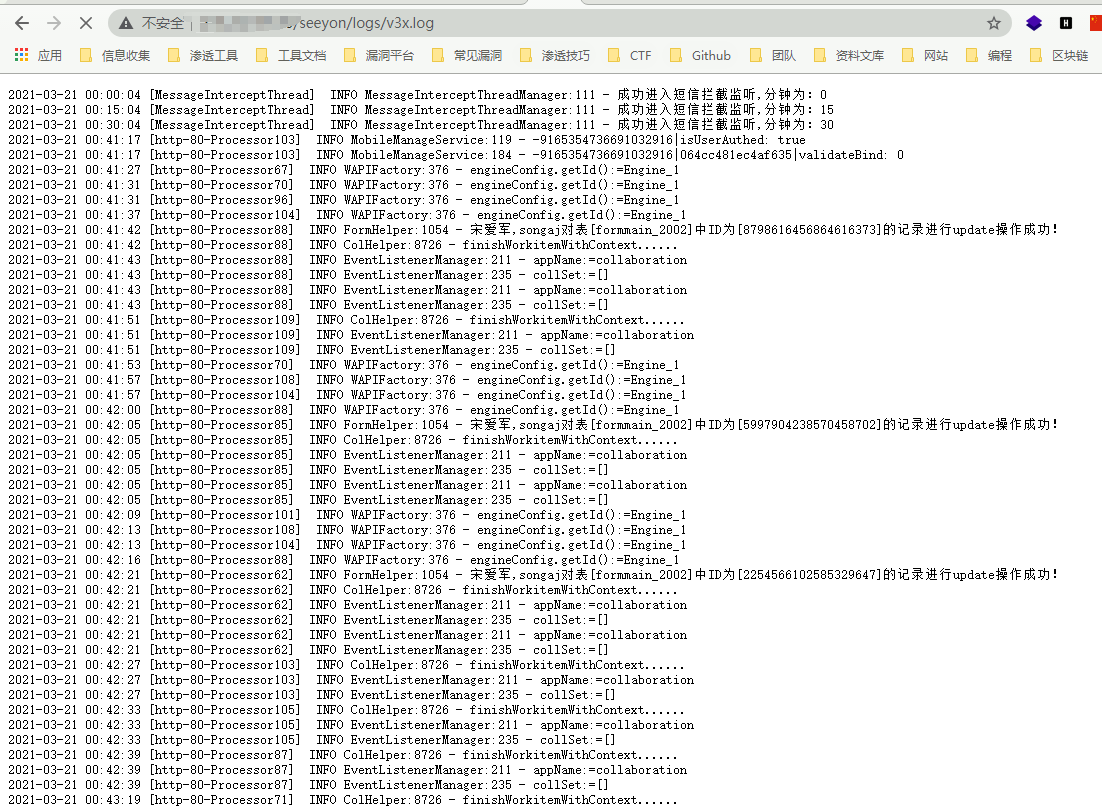 不安全 | /seeyon/logs/v3x.log
应用 信息收集 渗透工具 工具文档 漏洞平台 常见漏洞 渗透技巧 CTF Github 团队 资料文库 网站 编程 区块链
2021-03-21 00:00:04 [MessageInterceptThread]  INFO MessageInterceptThreadManager:111 - 成功进入短信拦截监听,分钟为: 0
2021-03-21 00:15:04 [MessageInterceptThread]  INFO MessageInterceptThreadManager:111 - 成功进入短信拦截监听,分钟为: 15
2021-03-21 00:30:04 [MessageInterceptThread]  INFO MessageInterceptThreadManager:111 - 成功进入短信拦截监听,分钟为: 30
2021-03-21 00:41:17 [http-80-Processor103]  INFO MobileManageService:119 - -9165354736691032916|isUserAuthed: true
2021-03-21 00:41:17 [http-80-Processor103]  INFO MobileManageService:184 - -9165354736691032916|064cc481ec4af635|validateBind: 0
2021-03-21 00:41:27 [http-80-Processor67]  INFO WAPIFactory:376 - engineConfig.getId():=Engine_1
2021-03-21 00:41:31 [http-80-Processor70]  INFO WAPIFactory:376 - engineConfig.getId():=Engine_1
2021-03-21 00:41:31 [http-80-Processor96]  INFO WAPIFactory:376 - engineConfig.getId():=Engine_1
2021-03-21 00:41:37 [http-80-Processor104]  INFO WAPIFactory:376 - engineConfig.getId():=Engine_1
2021-03-21 00:41:42 [http-80-Processor88]  INFO FormHelper:1054 - 宋爱军,songaj对表[formmain_2002]中ID为[8798616456864616373]的记录进行update操作成功!
2021-03-21 00:41:42 [http-80-Processor88]  INFO ColHelper:8726 - finishWorkitemWithContext......
2021-03-21 00:41:43 [http-80-Processor88]  INFO EventListenerManager:211 - appName:=collaboration
2021-03-21 00:41:43 [http-80-Processor88]  INFO EventListenerManager:235 - collSet:=[]
2021-03-21 00:41:43 [http-80-Processor88]  INFO EventListenerManager:211 - appName:=collaboration
2021-03-21 00:41:43 [http-80-Processor88]  INFO EventListenerManager:235 - collSet:=[]
2021-03-21 00:41:51 [http-80-Processor109]  INFO ColHelper:8726 - finishWorkitemWithContext......
2021-03-21 00:41:51 [http-80-Processor109]  INFO EventListenerManager:211 - appName:=collaboration
2021-03-21 00:41:51 [http-80-Processor109]  INFO EventListenerManager:235 - collSet:=[]
2021-03-21 00:41:53 [http-80-Processor70]  INFO WAPIFactory:376 - engineConfig.getId():=Engine_1
2021-03-21 00:41:57 [http-80-Processor108]  INFO WAPIFactory:376 - engineConfig.getId():=Engine_1
2021-03-21 00:41:57 [http-80-Processor104]  INFO WAPIFactory:376 - engineConfig.getId():=Engine_1
2021-03-21 00:42:00 [http-80-Processor88]  INFO WAPIFactory:376 - engineConfig.getId():=Engine_1
2021-03-21 00:42:05 [http-80-Processor85]  INFO FormHelper:1054 - 宋爱军,songaj对表[formmain_2002]中ID为[5997904238570458702]的记录进行update操作成功!
2021-03-21 00:42:05 [http-80-Processor85]  INFO ColHelper:8726 - finishWorkitemWithContext......
2021-03-21 00:42:05 [http-80-Processor85]  INFO EventListenerManager:211 - appName:=collaboration
2021-03-21 00:42:05 [http-80-Processor85]  INFO EventListenerManager:235 - collSet:=[]
2021-03-21 00:42:05 [http-80-Processor85]  INFO EventListenerManager:211 - appName:=collaboration
2021-03-21 00:42:05 [http-80-Processor85]  INFO EventListenerManager:235 - collSet:=[]
2021-03-21 00:42:09 [http-80-Processor101]  INFO WAPIFactory:376 - engineConfig.getId():=Engine_1
2021-03-21 00:42:13 [http-80-Processor108]  INFO WAPIFactory:376 - engineConfig.getId():=Engine_1
2021-03-21 00:42:13 [http-80-Processor104]  INFO WAPIFactory:376 - engineConfig.getId():=Engine_1
2021-03-21 00:42:16 [http-80-Processor88]  INFO WAPIFactory:376 - engineConfig.getId():=Engine_1
2021-03-21 00:42:21 [http-80-Processor62]  INFO FormHelper:1054 - 宋爱军,songaj对表[formmain_2002]中ID为[2254566102585329647]的记录进行update操作成功!
2021-03-21 00:42:21 [http-80-Processor62]  INFO ColHelper:8726 - finishWorkitemWithContext......
2021-03-21 00:42:21 [http-80-Processor62]  INFO EventListenerManager:211 - appName:=collaboration
2021-03-21 00:42:21 [http-80-Processor62]  INFO EventListenerManager:235 - collSet:=[]
2021-03-21 00:42:21 [http-80-Processor62]  INFO EventListenerManager:211 - appName:=collaboration
2021-03-21 00:42:21 [http-80-Processor62]  INFO EventListenerManager:235 - collSet:=[]
2021-03-21 00:42:27 [http-80-Processor103]  INFO ColHelper:8726 - finishWorkitemWithContext......
2021-03-21 00:42:27 [http-80-Processor103]  INFO EventListenerManager:211 - appName:=collaboration
2021-03-21 00:42:27 [http-80-Processor103]  INFO EventListenerManager:235 - collSet:=[]
2021-03-21 00:42:33 [http-80-Processor105]  INFO ColHelper:8726 - finishWorkitemWithContext......
2021-03-21 00:42:33 [http-80-Processor105]  INFO EventListenerManager:211 - appName:=collaboration
2021-03-21 00:42:33 [http-80-Processor105]  INFO EventListenerManager:235 - collSet:=[]
2021-03-21 00:42:39 [http-80-Processor87]  INFO ColHelper:8726 - finishWorkitemWithContext......
2021-03-21 00:42:39 [http-80-Processor87]  INFO EventListenerManager:211 - appName:=collaboration
2021-03-21 00:42:39 [http-80-Processor87]  INFO EventListenerManager:235 - collSet:=[]
2021-03-21 00:43:19 [http-80-Processor71]  INFO ColHelper:8726 - finishWorkitemWithContext......